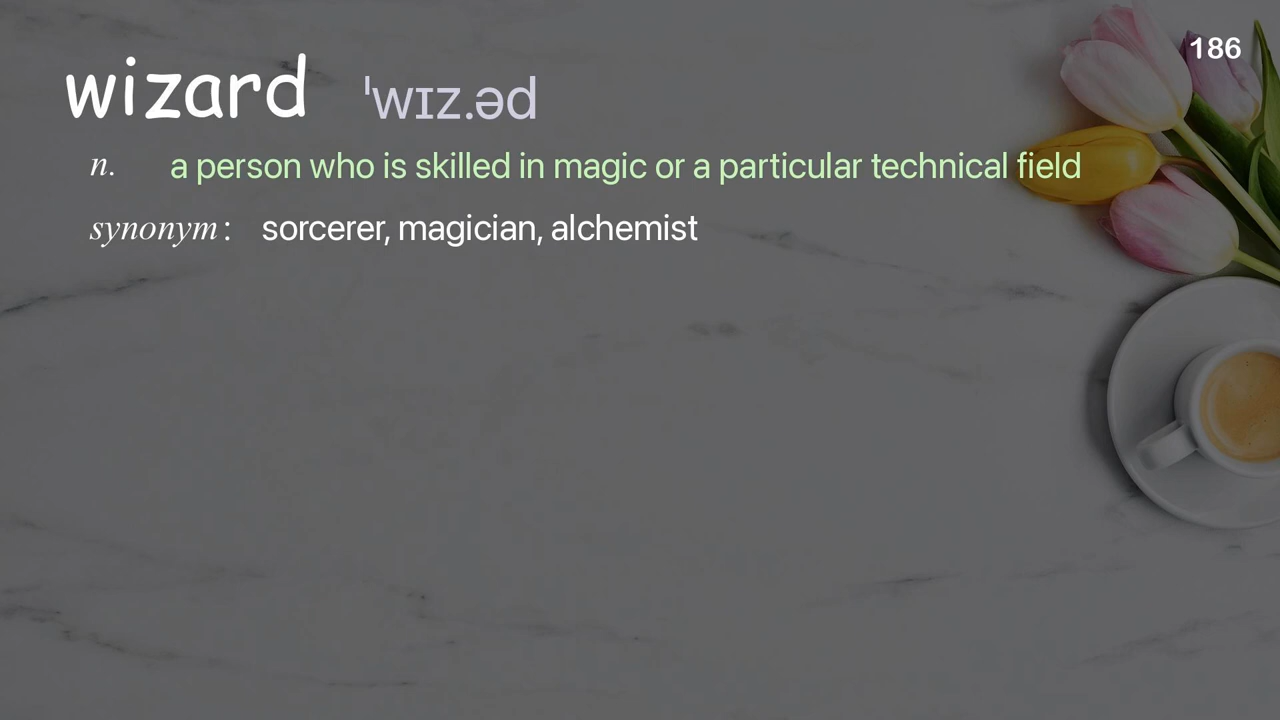 186
wizard ˈwɪz.əd
n. a person who is skilled in magic or a particular technical field
synonym: sorcerer, magician, alchemist